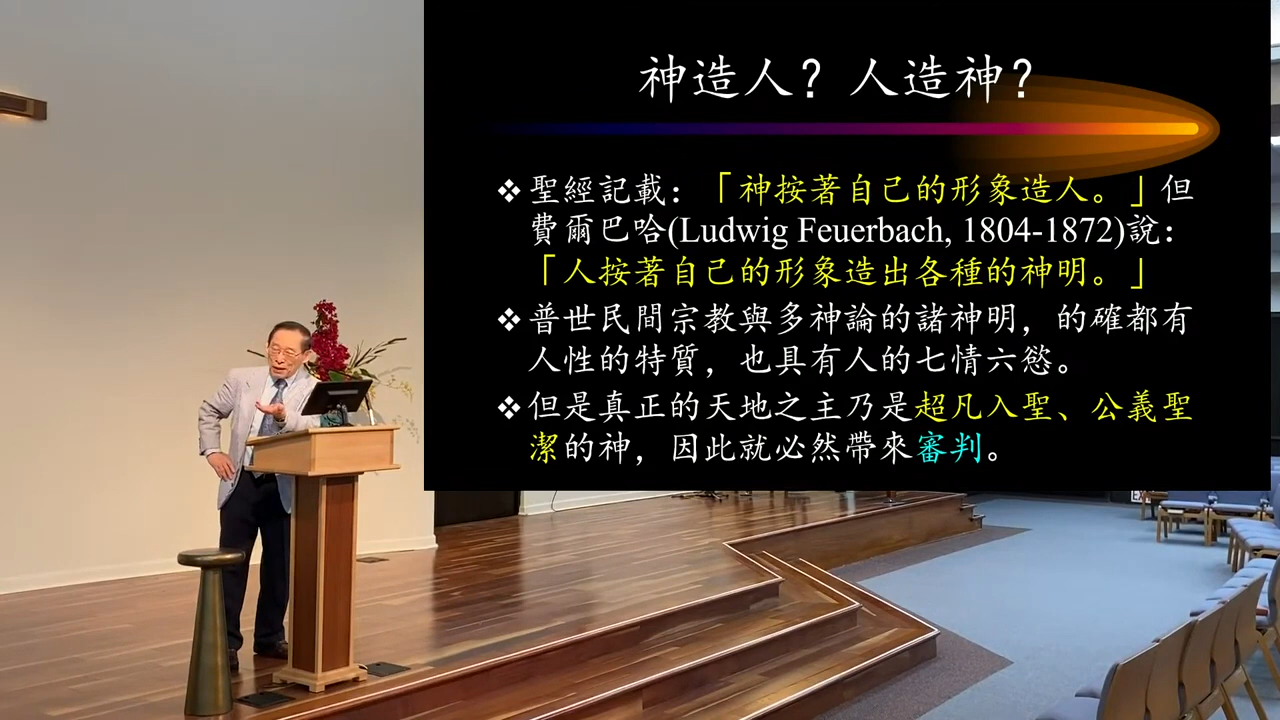 神造人？人造神？
❖聖經記載：「神按著自己的形象造人。」但
費爾巴哈(Ludwig Feuerbach, 1804-1872)說：
「人按著自己的形象造出各種的神明。」
❖普世民間宗教與多神論的諸神明，的確都有
人性的特質，也具有人的七情六慾。
❖但是真正的天地之主乃是超凡入聖、公義聖
潔的神，因此就必然帶來審判。